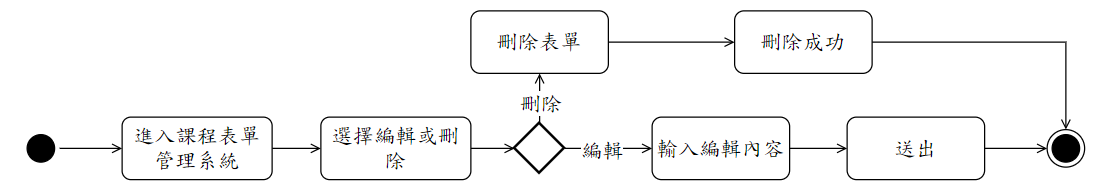 刪除表單
刪除成功
刪除
進入課程表單
管理系統
選擇編輯或刪
除
編輯
輸入編輯內容
送出